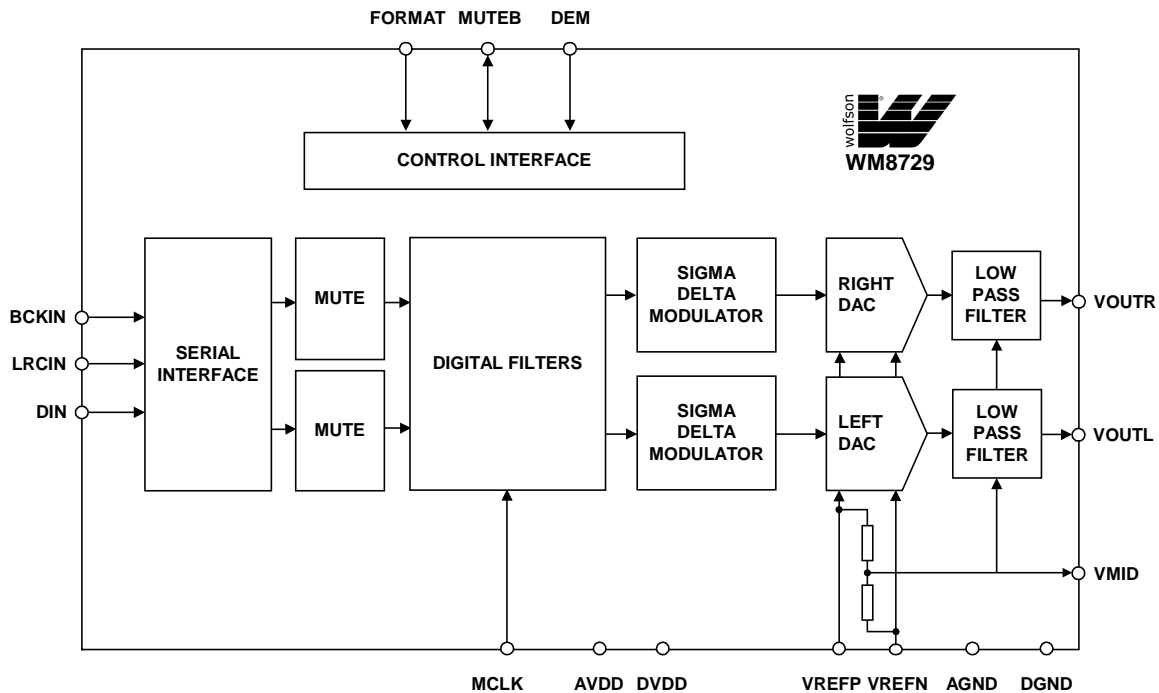 FORMAT MUTEB DEM
wolfson
®
WM8729
CONTROL INTERFACE
BCKIN
LRCIN
DIN
SERIAL
INTERFACE
MUTE
MUTE
DIGITAL FILTERS
SIGMA
DELTA
MODULATOR
SIGMA
DELTA
MODULATOR
RIGHT
DAC
LEFT
DAC
LOW
PASS
FILTER
LOW
PASS
FILTER
VOUTR
VOUTL
VMID
MCLK AVDD DVDD VREFP VREFN AGND DGND